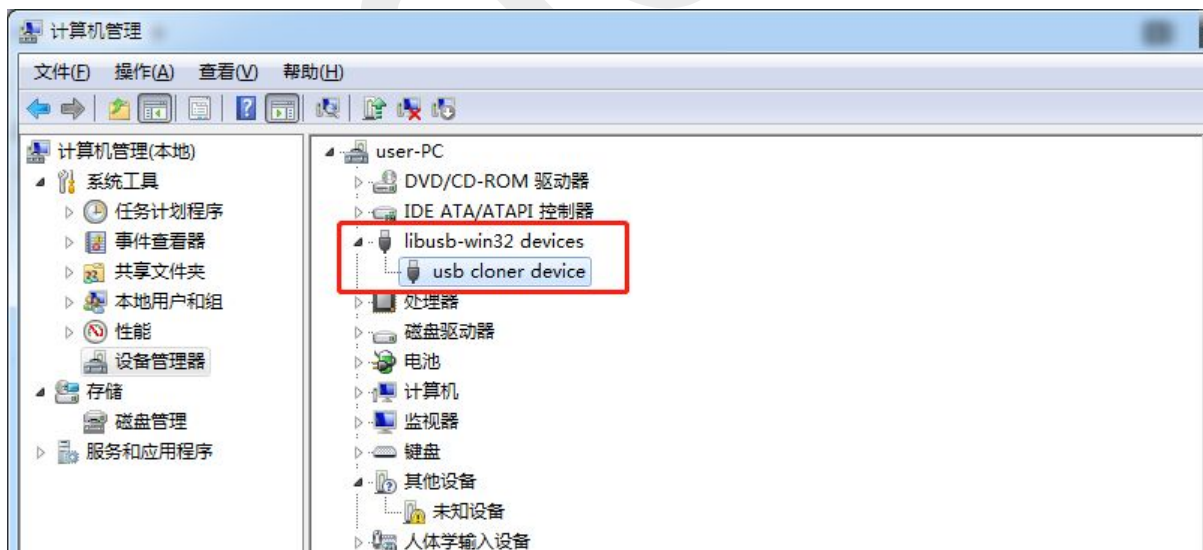 计算机管理
文件(F) 操作(A) 查看(V) 帮助(H)
计算机管理(本地)
系统工具
任务计划程序
事件查看器
共享文件夹
本地用户和组
性能
设备管理器
存储
磁盘管理
服务和应用程序
user-PC
DVD/CD-ROM 驱动器
IDE ATA/ATAPI 控制器
libusb-win32 devices
usb cloner device
处理器
磁盘驱动器
电池
计算机
监视器
键盘
其他设备
未知设备
人体学输入设备